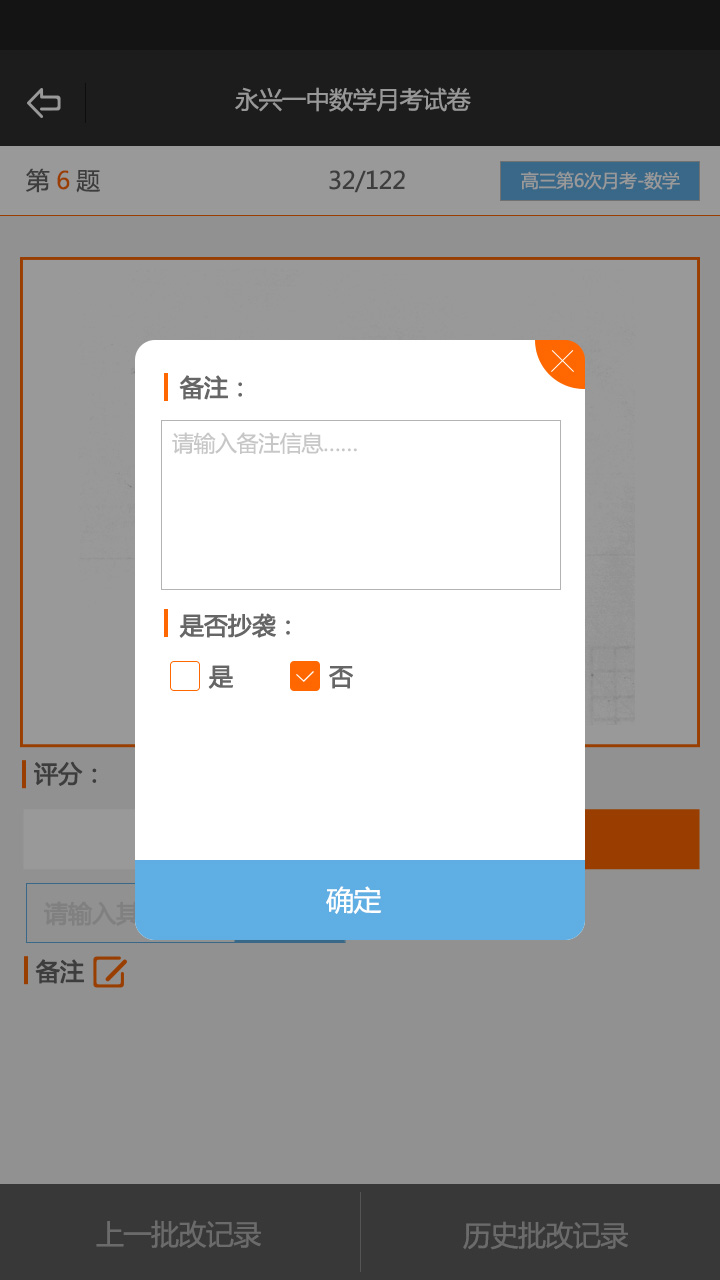 永兴一中数学月考试卷
第 6 题
32/122
高三第6次月考-数学
备注：
请输入备注信息......
是否抄袭：
是
否
评分：
确定
请输入其
备注
上一批改记录
历史批改记录